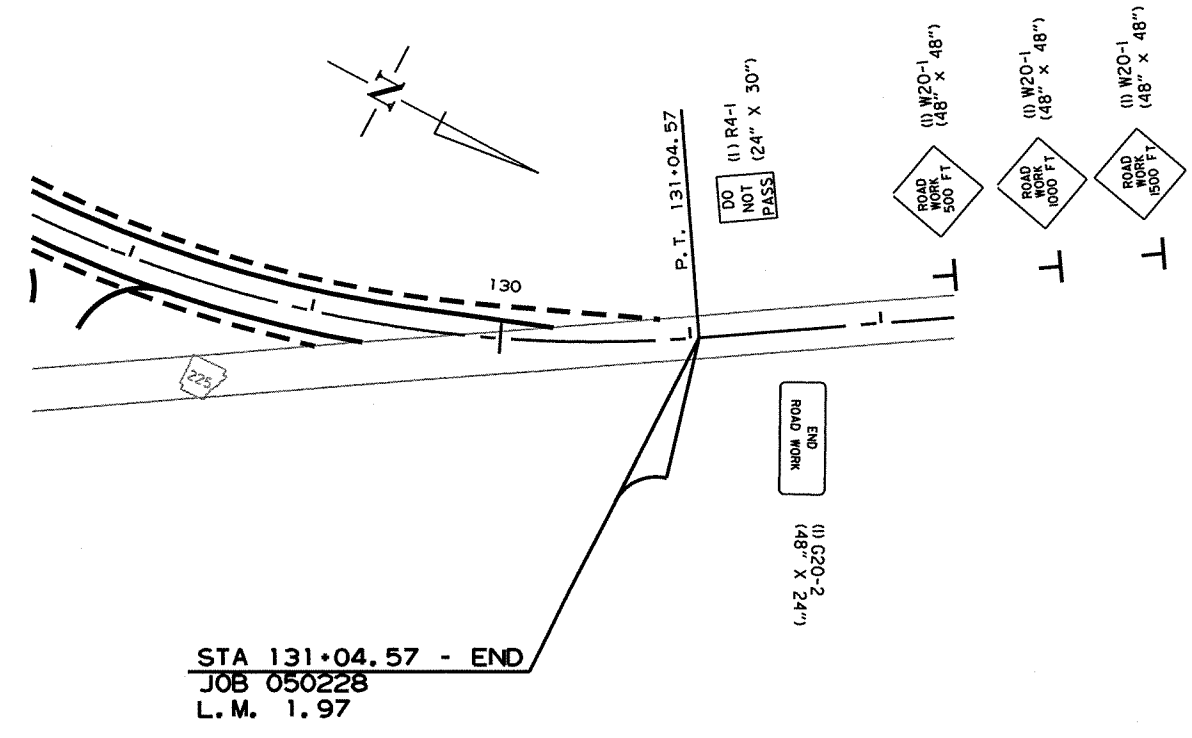 N
P.T. 131+04.57
(1) R4-1
(24" X 30")
DO
NOT
PASS
(1) W20-1
(48" x 48")
ROAD
WORK
500 FT
(1) W20-1
(48" x 48")
ROAD
WORK
1000 FT
(1) W20-1
(48" x 48")
ROAD
WORK
1500 FT
130
225
END
ROAD WORK
(1) G20-2
(48" X 24")
STA 131+04.57 - END
JOB 050228
L.M. 1.97